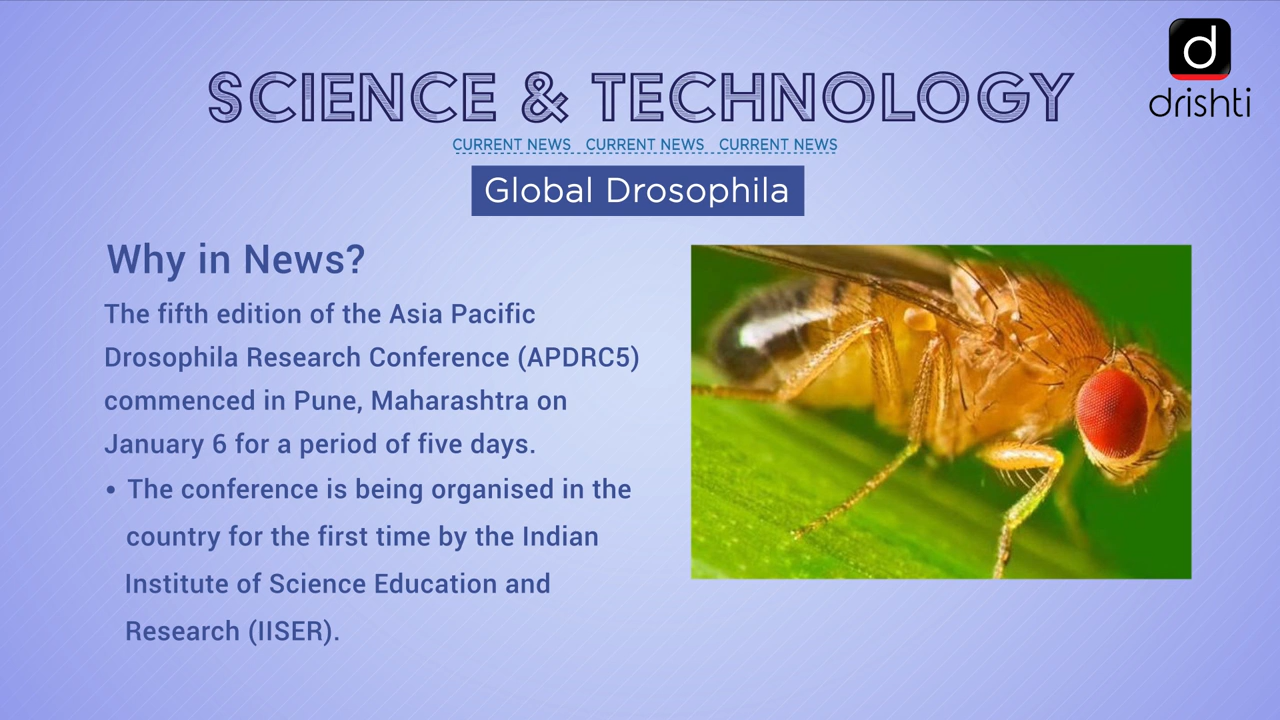 SCIENCE & TECHNOLOGY
d
drishti
CURRENT NEWS CURRENT NEWS CURRENT NEWS
Global Drosophila
Why in News?
The fifth edition of the Asia Pacific
Drosophila Research Conference (APDRC5)
commenced in Pune, Maharashtra on
January 6 for a period of five days.
• The conference is being organised in the
country for the first time by the Indian
Institute of Science Education and
Research (IISER).